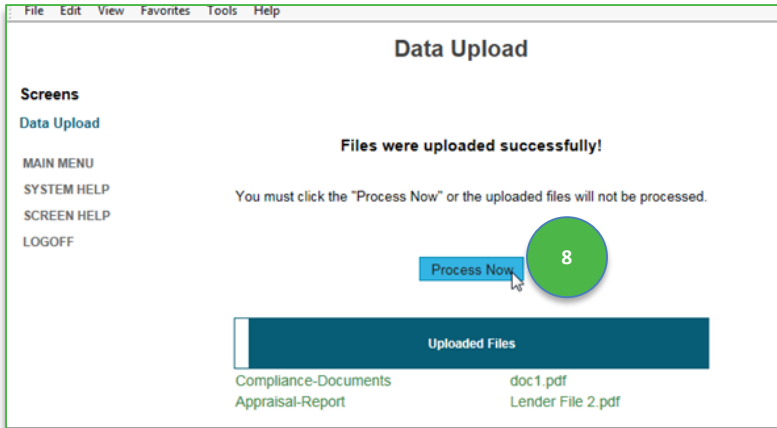 File Edit View Favorites Tools Help
Data Upload
Screens
Data Upload
MAIN MENU
SYSTEM HELP
SCREEN HELP
LOGOFF
Files were uploaded successfully!
You must click the "Process Now" or the uploaded files will not be processed.
Process Now
8
Uploaded Files
Compliance-Documents doc1.pdf
Appraisal-Report Lender File 2.pdf